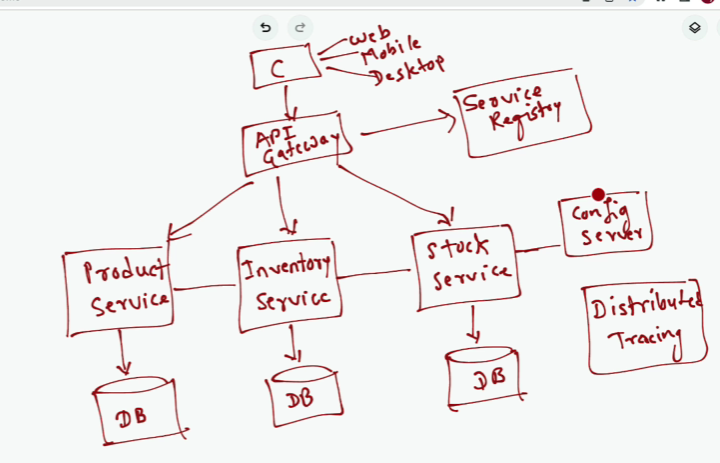 C
Web
Mobile
Desktop
API
Gateway
Service
Registry
Product
Service
Inventory
Service
Stock
Service
Config
Server
Distributed
Tracing
DB
DB
DB